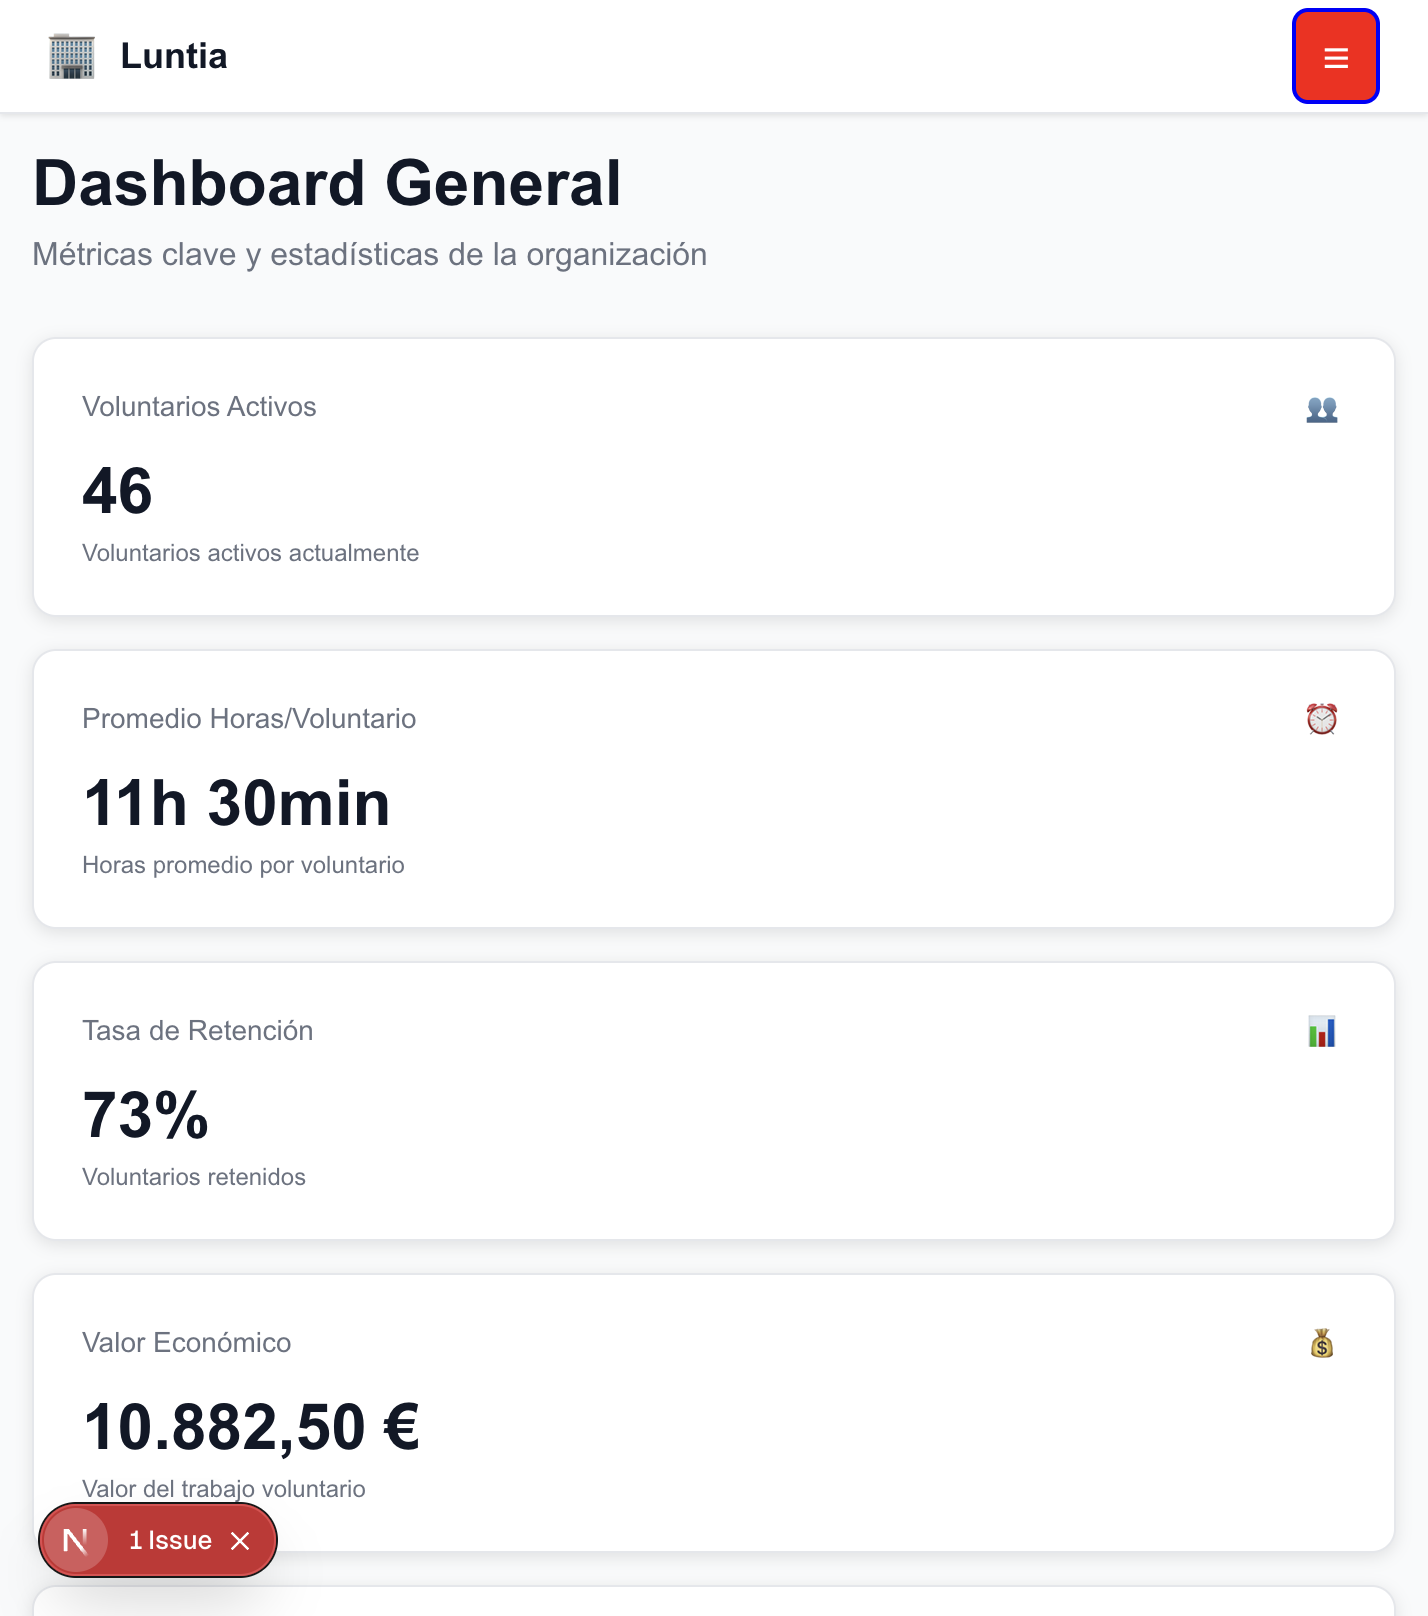 Luntia
Dashboard General
Métricas clave y estadísticas de la organización
Voluntarios Activos
46
Voluntarios activos actualmente
Promedio Horas/Voluntario
11h 30min
Horas promedio por voluntario
Tasa de Retención
73%
Voluntarios retenidos
Valor Económico
10.882,50 €
Valor del trabajo voluntario
N 1 Issue